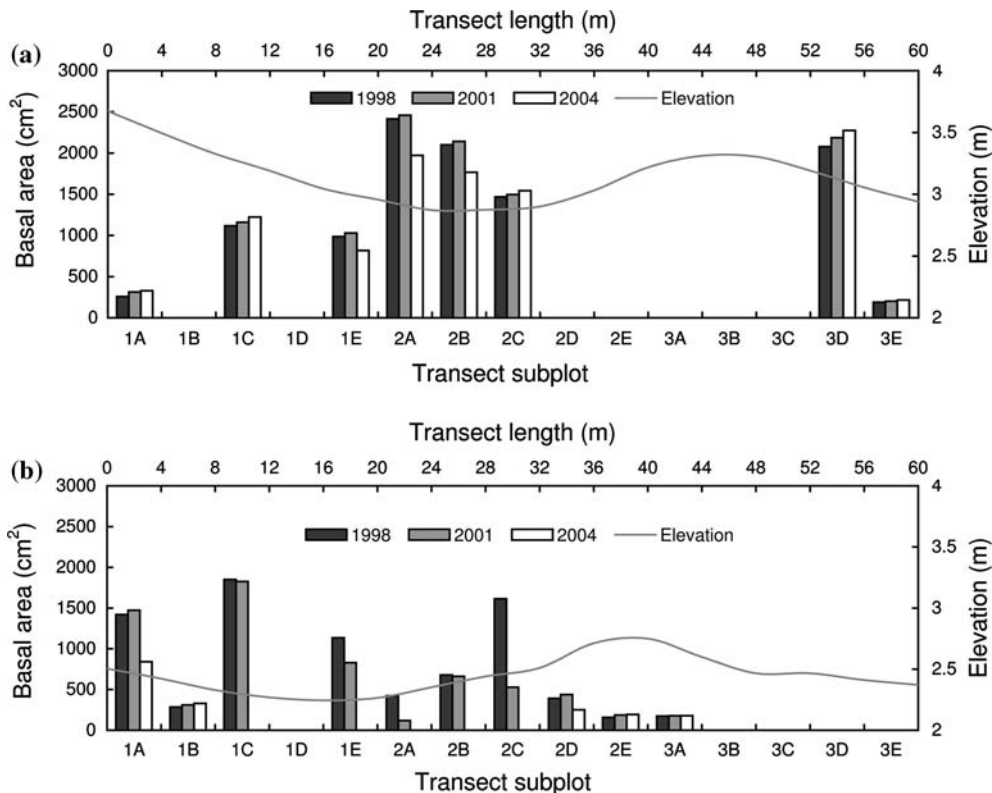 Transect length (m)
(a)
0 4 8 12 16 20 24 28 32 36 40 44 48 52 56 60
3000 4
1998 2001 2004 Elevation
2500
3.5
2000
1500 3
1000
2.5
500
0 2
Basal area (cm²)
Elevation (m)
1A 1B 1C 1D 1E 2A 2B 2C 2D 2E 3A 3B 3C 3D 3E
Transect subplot
Transect length (m)
(b)
0 4 8 12 16 20 24 28 32 36 40 44 48 52 56 60
3000 4
2500
1998 2001 2004 Elevation
3.5
2000
1500 3
1000
2.5
500
0 2
Basal area (cm²)
Elevation (m)
1A 1B 1C 1D 1E 2A 2B 2C 2D 2E 3A 3B 3C 3D 3E
Transect subplot